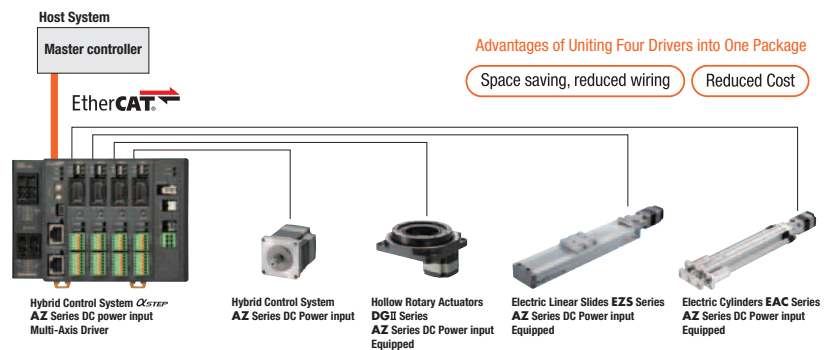 Host System
Master controller
Advantages of Uniting Four Drivers into One Package
Space saving, reduced wiring
Reduced Cost
EtherCAT®
Hybrid Control System αSTEP
AZ Series DC power input
Multi-Axis Driver
Hybrid Control System
AZ Series DC Power input
Hollow Rotary Actuators
DGII Series
AZ Series DC Power input
Equipped
Electric Linear Slides EZS Series
AZ Series DC Power input
Equipped
Electric Cylinders EAC Series
AZ Series DC Power input
Equipped